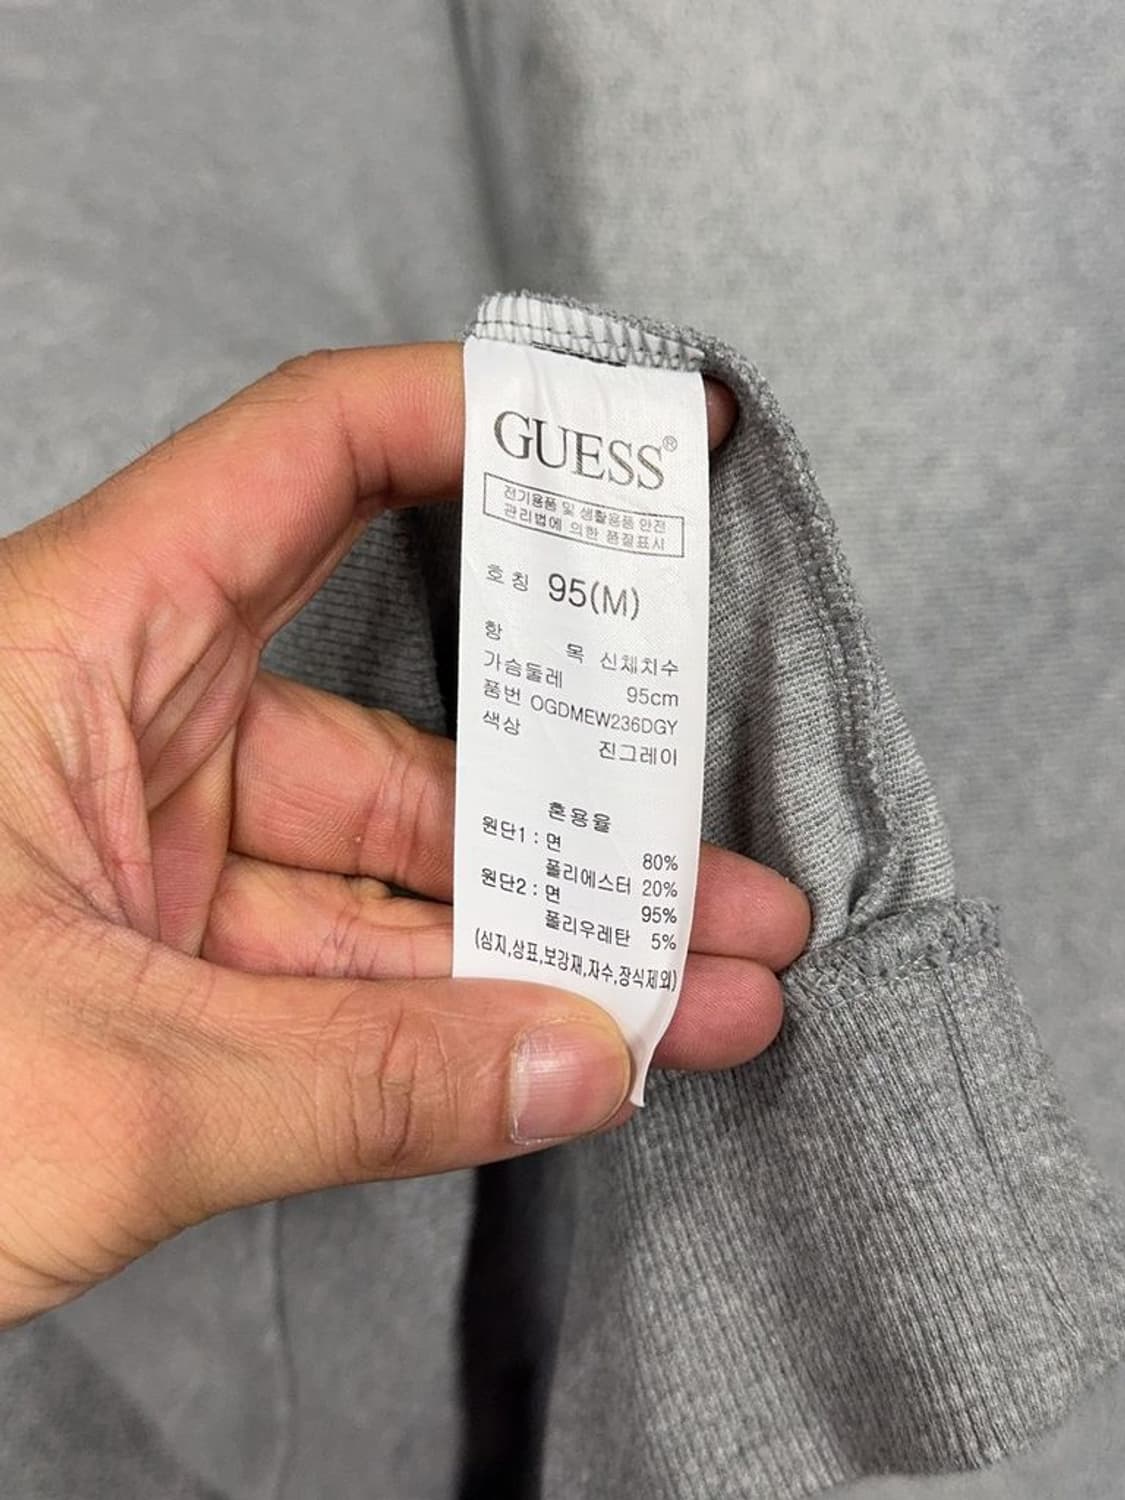 GUESS®
전기용품 및 생활용품 안전
관리법에 의한 품질표시
호칭 95(M)
항 목 신체치수
가슴둘레 95cm
품번 OGDMEW236DGY
색상 진그레이
혼용율
원단1 : 면 80%
폴리에스터 20%
원단2 : 면 95%
폴리우레탄 5%
(심지,상표,보강재,자수,장식제외)